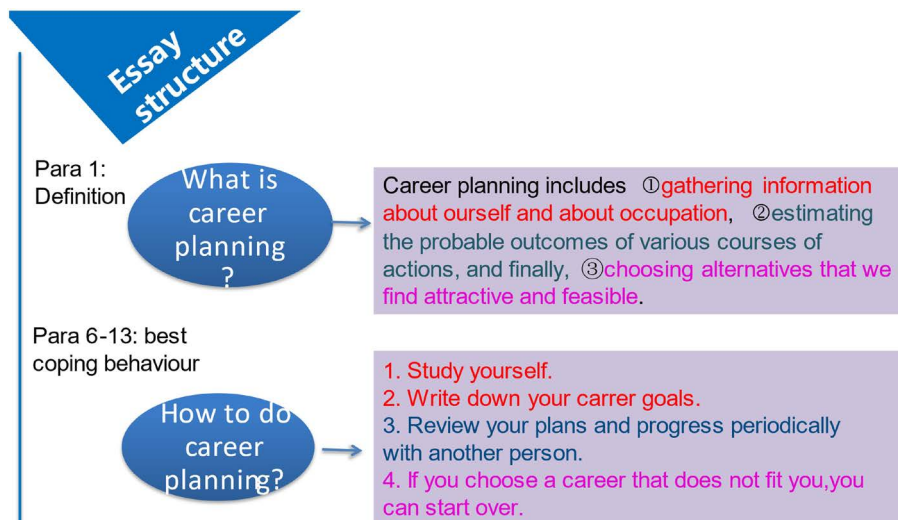 Essay
structure
Para 1:
Definition
What is
career
planning
?
Career planning includes ①gathering information
about ourself and about occupation, ②estimating
the probable outcomes of various courses of
actions, and finally, ③choosing alternatives that we
find attractive and feasible.
Para 6-13: best
coping behaviour
How to do
career
planning?
1. Study yourself.
2. Write down your carrer goals.
3. Review your plans and progress periodically
with another person.
4. If you choose a career that does not fit you,you
can start over.